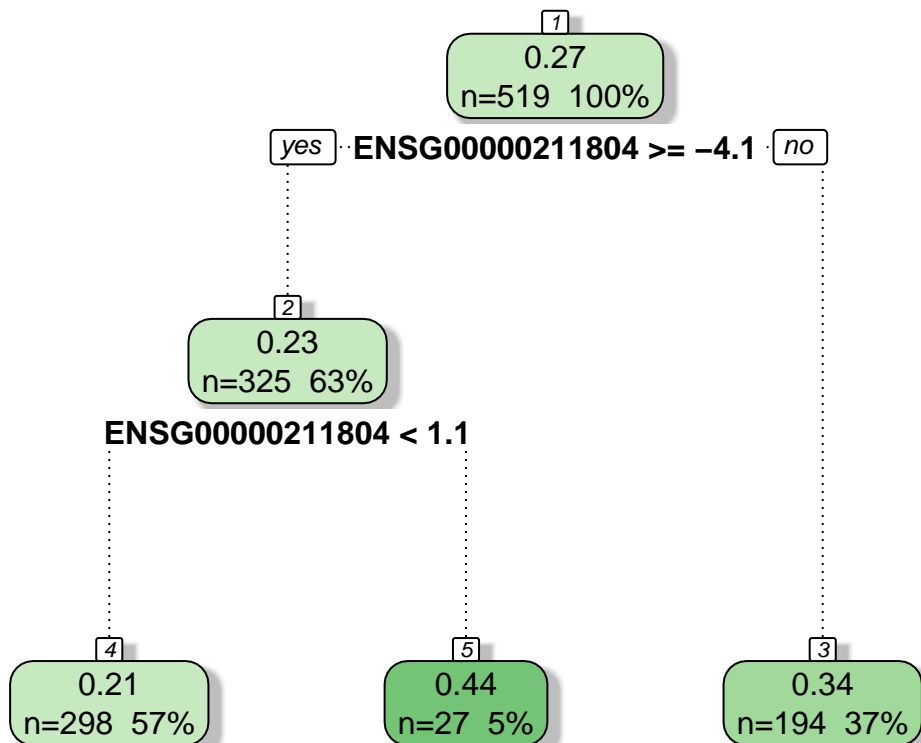 1
0.27
n=519 100%
yes ENSG00000211804 >= −4.1 no
2
0.23
n=325 63%
ENSG00000211804 < 1.1
4 5 3
0.21 0.44 0.34
n=298 57% n=27 5% n=194 37%